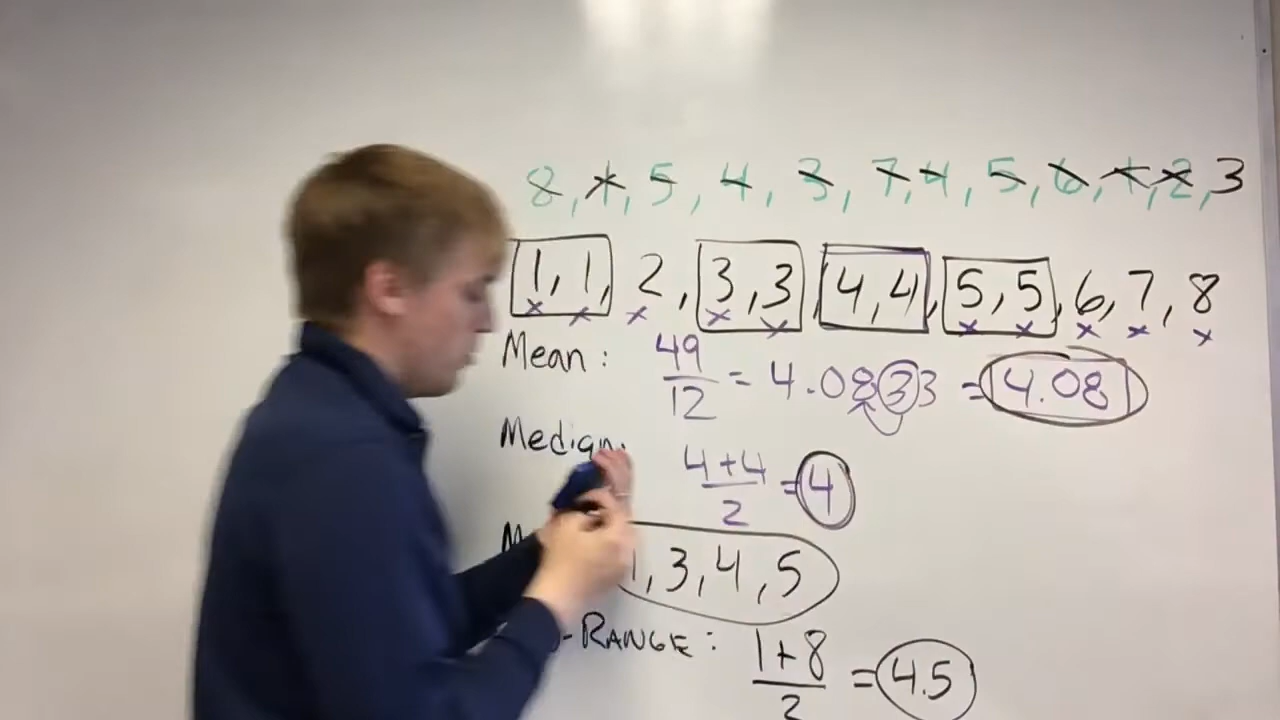 8, 1, 5, 4, 3, 7, 4, 5, 6, 1, 2, 3
1, 1, 2, 3, 3, 4, 4, 5, 5, 6, 7, 8
Mean: 49/12 = 4.0833 = 4.08
Median: 4+4/2 = 4
1, 3, 4, 5
-RANGE: 1+8/2 = 4.5